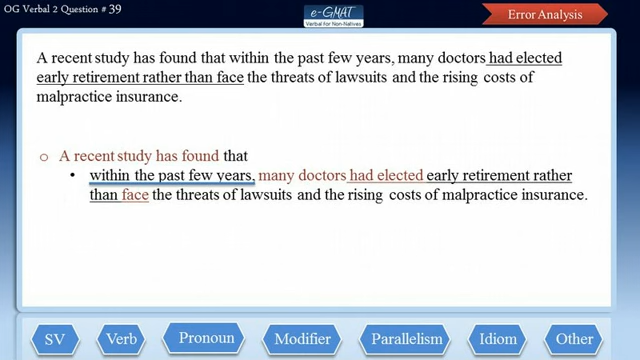 OG Verbal 2 Question # 39
e-GMAT
Verbal for Non-Natives
Error Analysis
A recent study has found that within the past few years, many doctors had elected
early retirement rather than face the threats of lawsuits and the rising costs of
malpractice insurance.
o A recent study has found that
• within the past few years, many doctors had elected early retirement rather
than face the threats of lawsuits and the rising costs of malpractice insurance.
SV
Verb
Pronoun
Modifier
Parallelism
Idiom
Other